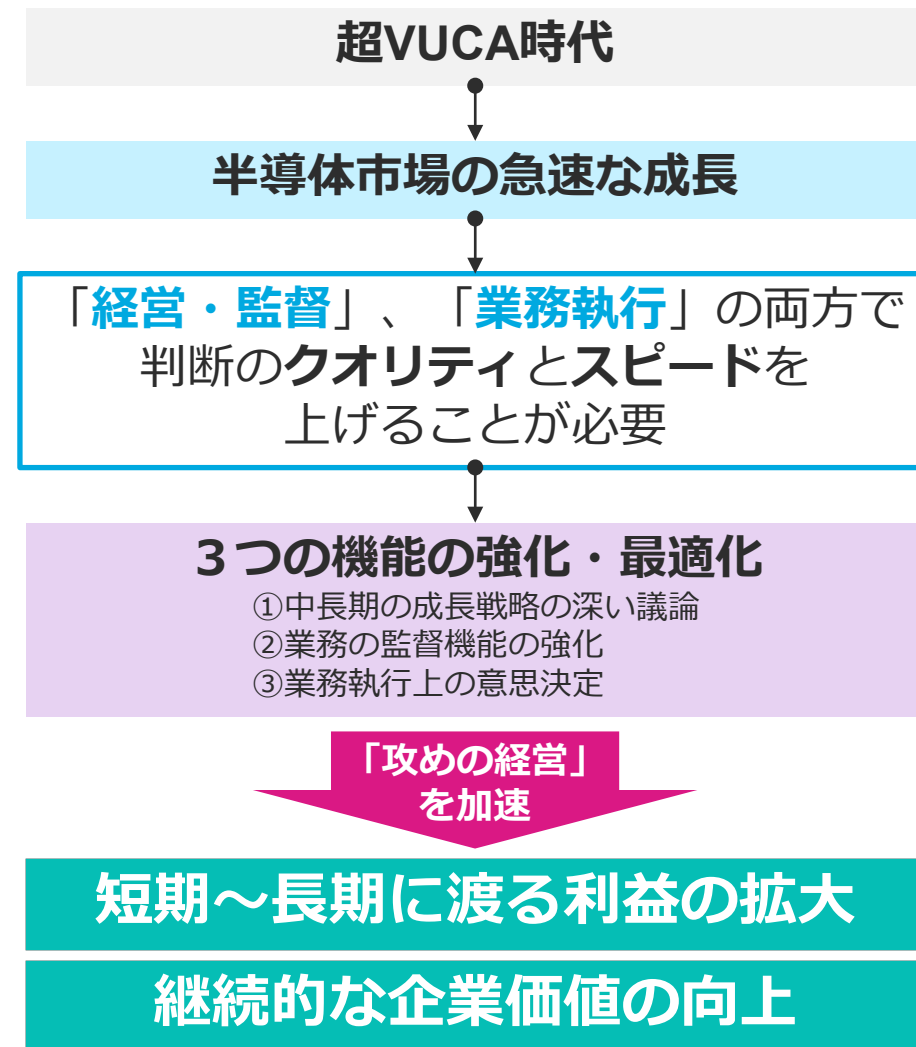 超VUCA時代
半導体市場の急速な成長
「経営・監督」、「業務執行」の両方で
判断のクオリティとスピードを
上げることが必要
３つの機能の強化・最適化
①中長期の成長戦略の深い議論
②業務の監督機能の強化
③業務執行上の意思決定
「攻めの経営」
を加速
短期～長期に渡る利益の拡大
継続的な企業価値の向上